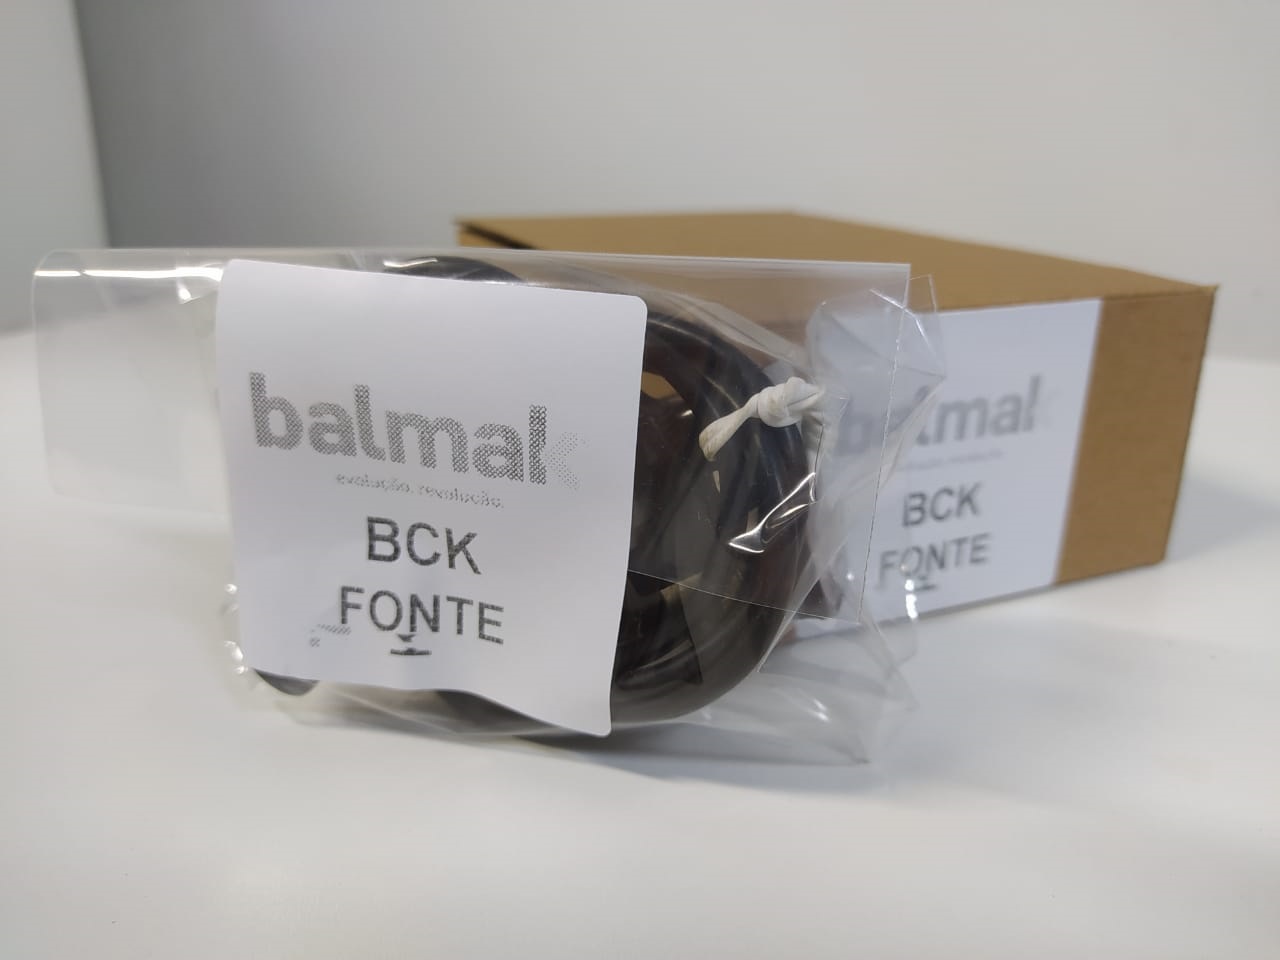 balmak
evolução. revolução.
BCK
FONTE
balmak
BCK
FONTE